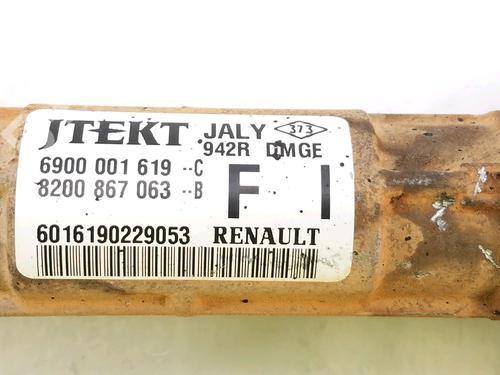 JTEKT JALY 373
942R DMGE
6900 001 619 --C
8200 867 063 --B
F I
6016190229053 RENAULT